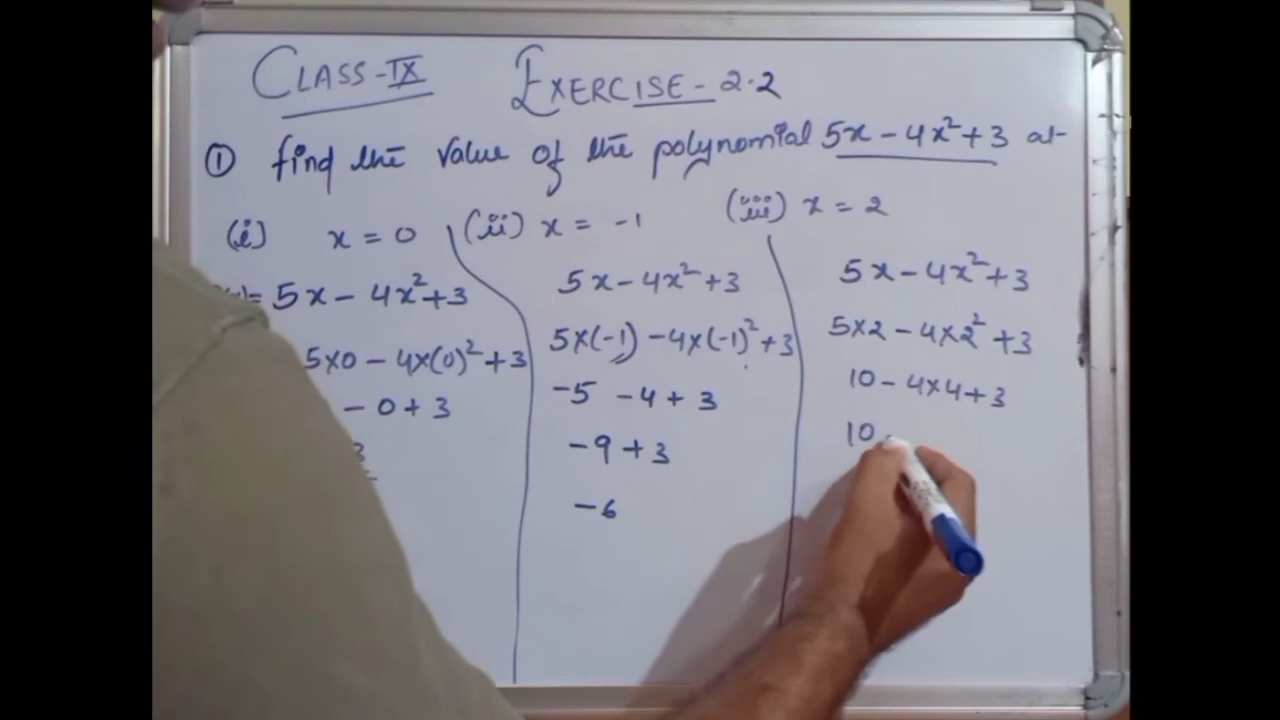 CLASS-IX EXERCISE-2.2
① find the value of the polynomial 5x - 4x² + 3 at
(i) x = 0
= 5x - 4x² + 3
5×0 - 4×(0)² + 3
- 0 + 3
3
(ii) x = -1
5x - 4x² + 3
5×(-1) - 4×(-1)² + 3
-5 -4 + 3
-9 + 3
-6
(iii) x = 2
5x - 4x² + 3
5×2 - 4×2² + 3
10 - 4×4 + 3
10